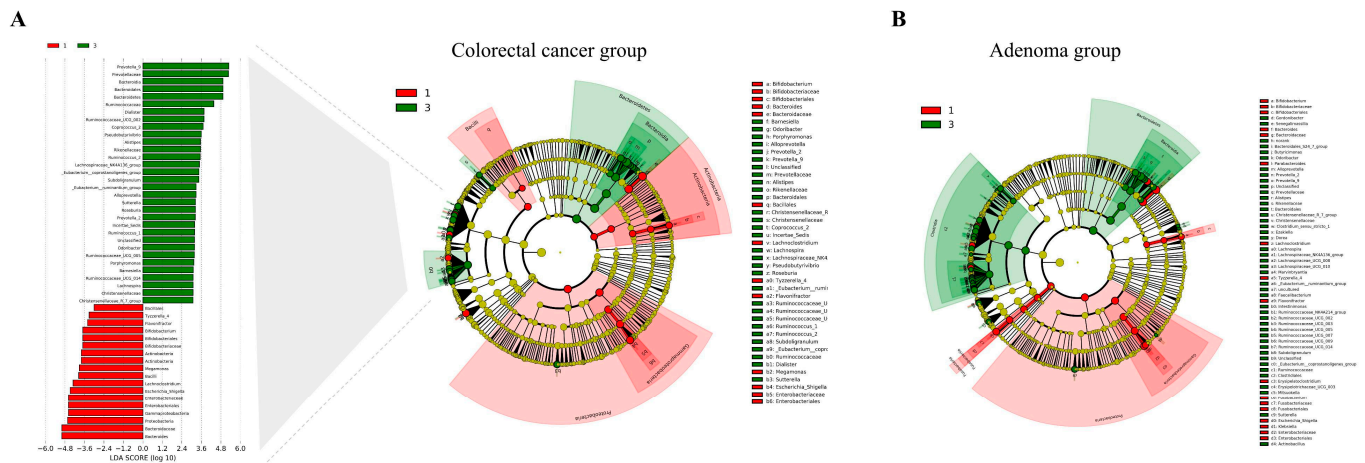 A
B
Colorectal cancer group
Adenoma group
1
3
Prevotella_9
Prevotellaceae
Bacteroidia
Bacteroidales
Bacteroidetes
Ruminococcaceae
Dialister
Ruminococcaceae_UCG_002
Coprococcus_2
Pseudobutyrivibrio
Alistipes
Rikenellaceae
Ruminococcus_2
Lachnospiraceae_NK4A136_group
_Eubacterium_coprostanoligenes_group
Subdoligranulum
_Eubacterium_ruminantium_group
Alloprevotella
Sutterella
Roseburia
Prevotella_2
Incertae_Sedis
Ruminococcus_1
Unclassified
Odoribacter
Ruminococcaceae_UCG_005
Porphyromonas
Barnesiella
Ruminococcaceae_UCG_014
Lachnospira
Christensenellaceae
Christensenellaceae_R_7_group
Bacillales
Tyzzerella_4
Flavonifractor
Bifidobacterium
Bifidobacteriales
Bifidobacteriaceae
Actinobacteria
Actinobacteria
Megamonas
Bacilli
Lachnoclostridium
Escherichia_Shigella
Enterobacteriaceae
Enterobacteriales
Gammaproteobacteria
Proteobacteria
Bacteroidaceae
Bacteroides
−6.0 −4.8 −3.6 −2.4 −1.2 0.0 1.2 2.4 3.6 4.8 6.0
LDA SCORE (log 10)
1
3
Bacilli
Bacteroidetes
Bacteroidia
Actinobacteria
Actinobacteria
Gammaproteobacteria
Proteobacteria
a: Bifidobacterium
b: Bifidobacteriaceae
c: Bifidobacteriales
d: Bacteroides
e: Bacteroidaceae
f: Barnesiella
g: Odoribacter
h: Porphyromonas
i: Alloprevotella
j: Prevotella_2
k: Prevotella_9
l: Unclassified
m: Prevotellaceae
n: Alistipes
o: Rikenellaceae
p: Bacteroidales
q: Bacillales
r: Christensenellaceae_R
s: Christensenellaceae
t: Coprococcus_2
u: Incertae_Sedis
v: Lachnoclostridium
w: Lachnospira
x: Lachnospiraceae_NK4
y: Pseudobutyrivibrio
z: Roseburia
a0: Tyzzerella_4
a1: _Eubacterium__rumi
a2: Flavonifractor
a3: Ruminococcaceae_U
a4: Ruminococcaceae_U
a5: Ruminococcaceae_U
a6: Ruminococcus_1
a7: Ruminococcus_2
a8: Subdoligranulum
a9: _Eubacterium__copr
b0: Ruminococcaceae
b1: Dialister
b2: Megamonas
b3: Sutterella
b4: Escherichia_Shigella
b5: Enterobacteriaceae
b6: Enterobacteriales
1
3
Clostridia
Bacteroidetes
Bacteroidia
Gammaproteobacteria
Proteobacteria
a: Bifidobacterium
b: Bifidobacteriaceae
c: Bifidobacteriales
d: Gordonibacter
e: Senegalimassilia
f: Bacteroides
g: Bacteroidaceae
i: Bacteroidales_S24_7_group
j: Butyricimonas
k: Odoribacter
l: Parabacteroides
m: Alloprevotella
n: Prevotella_2
o: Prevotella_9
p: Unclassified
q: Prevotellaceae
r: Alistipes
s: Rikenellaceae
t: Bacteroidales
u: Christensenellaceae_R_7_group
v: Christensenellaceae
w: Clostridium_sensu_stricto_1
x: Ezakiella
y: Dorea
z: Lachnoclostridium
a0: Lachnospira
a1: Lachnospiraceae_NK4A136_group
a2: Lachnospiraceae_UCG_008
a3: Lachnospiraceae_UCG_010
a4: Marvinbryantia
a5: Tyzzerella_4
a6: _Eubacterium__ruminantium_group
a7: uncultured
a8: Faecalibacterium
a9: Flavonifractor
b0: Intestinimonas
b1: Ruminococcaceae_NK4A214_group
b2: Ruminococcaceae_UCG_002
b3: Ruminococcaceae_UCG_003
b4: Ruminococcaceae_UCG_005
b5: Ruminococcaceae_UCG_007
b6: Ruminococcaceae_UCG_009
b7: Ruminococcaceae_UCG_014
b8: Subdoligranulum
b9: Unclassified
c0: _Eubacterium__coprostanoligenes_group
c1: Ruminococcaceae
c2: Clostridiales
c3: Erysipelatoclostridium
c4: Erysipelotrichaceae_UCG_003
c5: Mitsuokella
c6: Fusobacterium
c7: Fusobacteriaceae
c8: Fusobacteriales
c9: Sutterella
d0: Escherichia_Shigella
d1: Klebsiella
d2: Enterobacteriaceae
d3: Enterobacteriales
d4: Actinobacillus